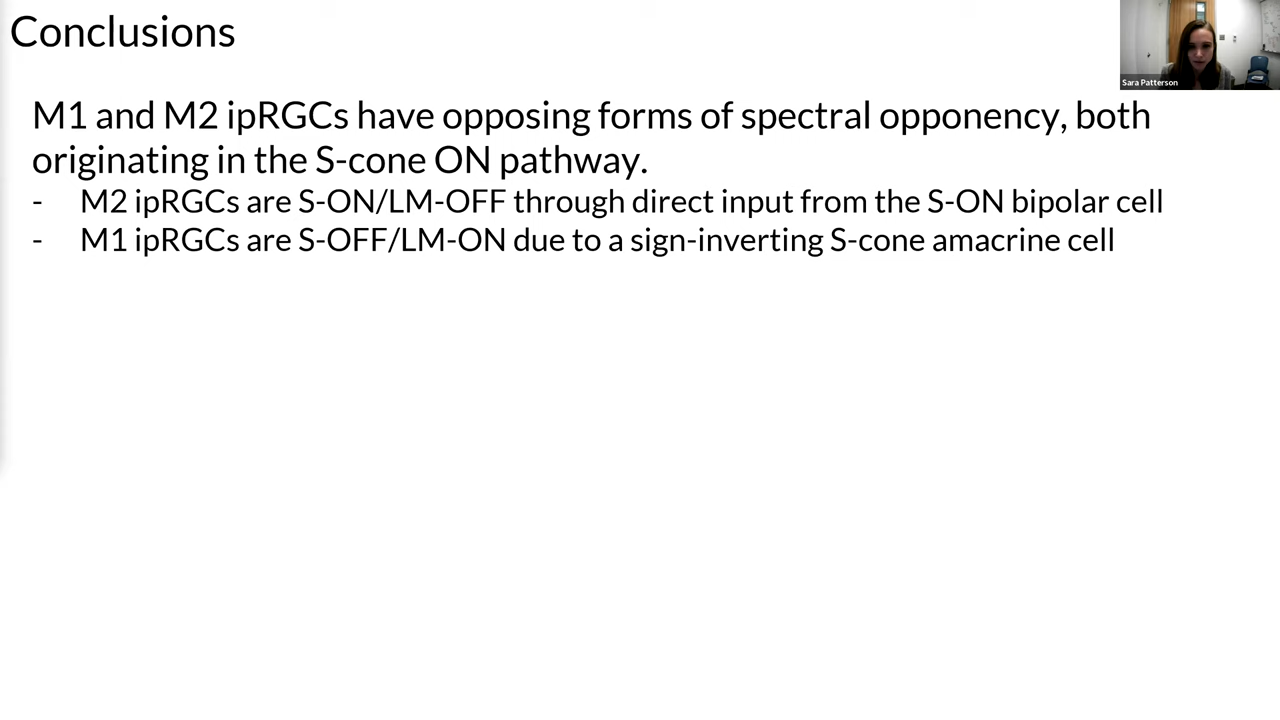 Conclusions
Sara Patterson
M1 and M2 ipRGCs have opposing forms of spectral opponency, both
originating in the S-cone ON pathway.
- M2 ipRGCs are S-ON/LM-OFF through direct input from the S-ON bipolar cell
- M1 ipRGCs are S-OFF/LM-ON due to a sign-inverting S-cone amacrine cell